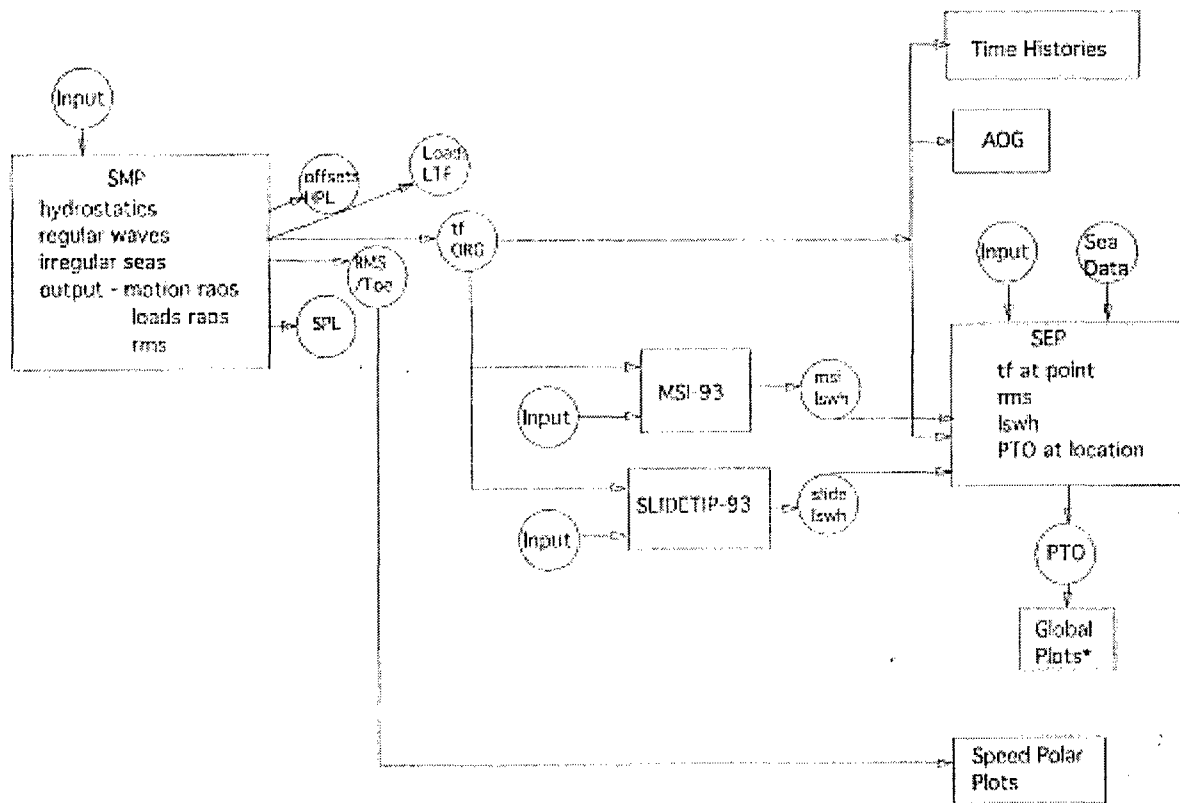 Time Histories
Input
AOG
SMP
hydrostatics
regular waves
irregular seas
output - motion raos
loads raos
rms
offsets
HPL
Loads
LTF
tf
ORG
RMS
/Toe
SPL
Input
Sea
Data
SEP
tf at point
rms
lswh
PTO at location
MSI-93
Input
msi
lswh
SLIDETIP-93
Input
slide
lswh
PTO
Global
Plots*
Speed Polar
Plots